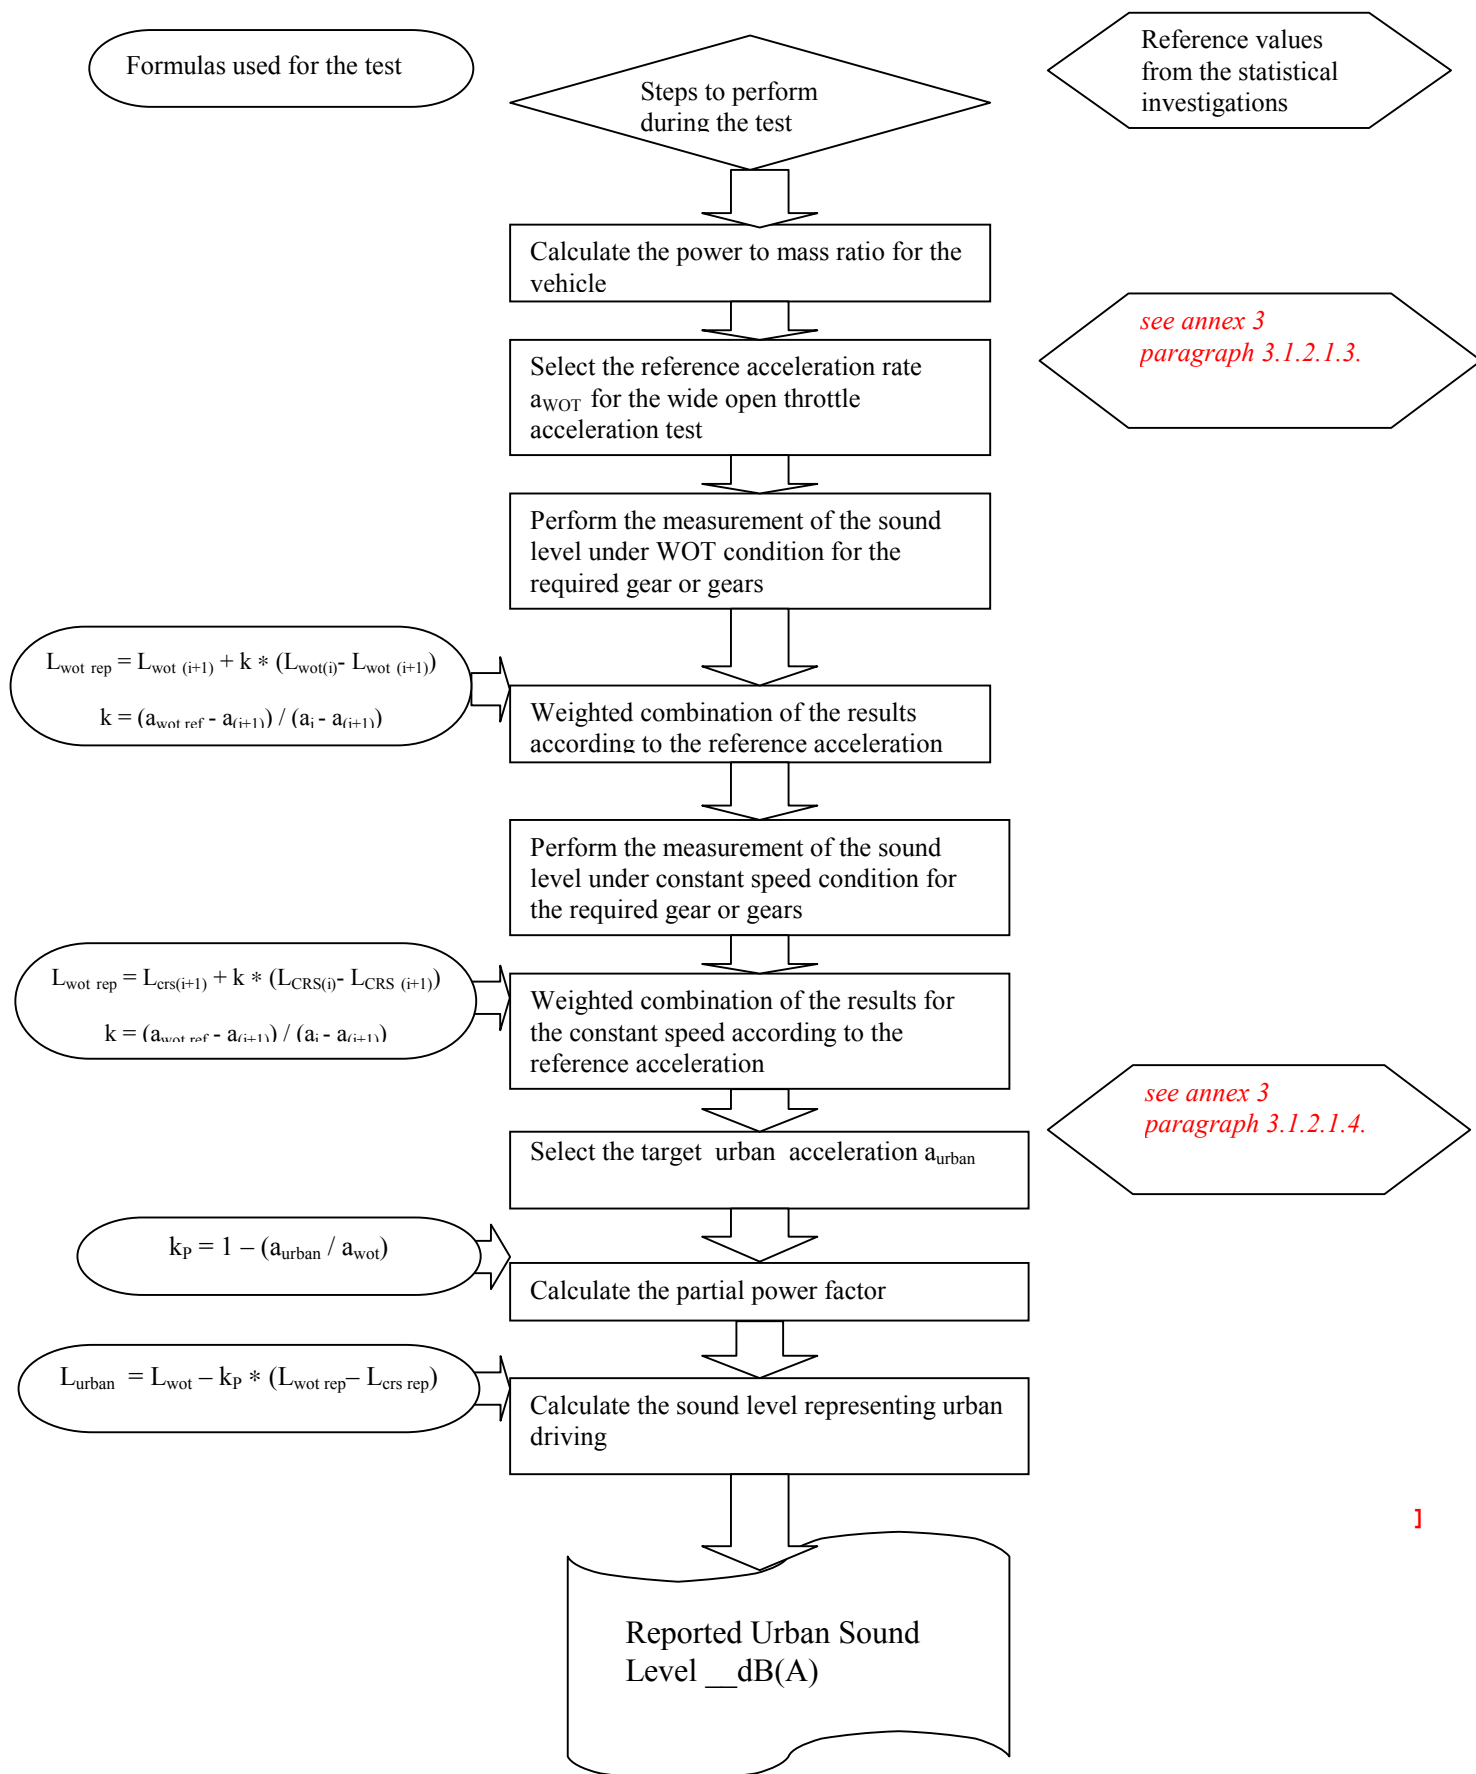 Formulas used for the test
Steps to perform
during the test
Reference values
from the statistical
investigations
Calculate the power to mass ratio for the
vehicle
see annex 3
paragraph 3.1.2.1.3.
Select the reference acceleration rate
aWOT for the wide open throttle
acceleration test
Perform the measurement of the sound
level under WOT condition for the
required gear or gears
Lwot rep = Lwot (i+1) + k ∗ (Lwot(i)- Lwot (i+1))
k = (awot ref - a(i+1)) / (ai - a(i+1))
Weighted combination of the results
according to the reference acceleration
Perform the measurement of the sound
level under constant speed condition for
the required gear or gears
Lwot rep = Lcrs(i+1) + k ∗ (LCRS(i)- LCRS (i+1))
k = (awot ref - a(i+1)) / (ai - a(i+1))
Weighted combination of the results for
the constant speed according to the
reference acceleration
see annex 3
paragraph 3.1.2.1.4.
Select the target urban acceleration aurban
kP = 1 – (aurban / awot)
Calculate the partial power factor
Lurban = Lwot – kP ∗ (Lwot rep– Lcrs rep)
Calculate the sound level representing urban
driving
]
Reported Urban Sound
Level __dB(A)